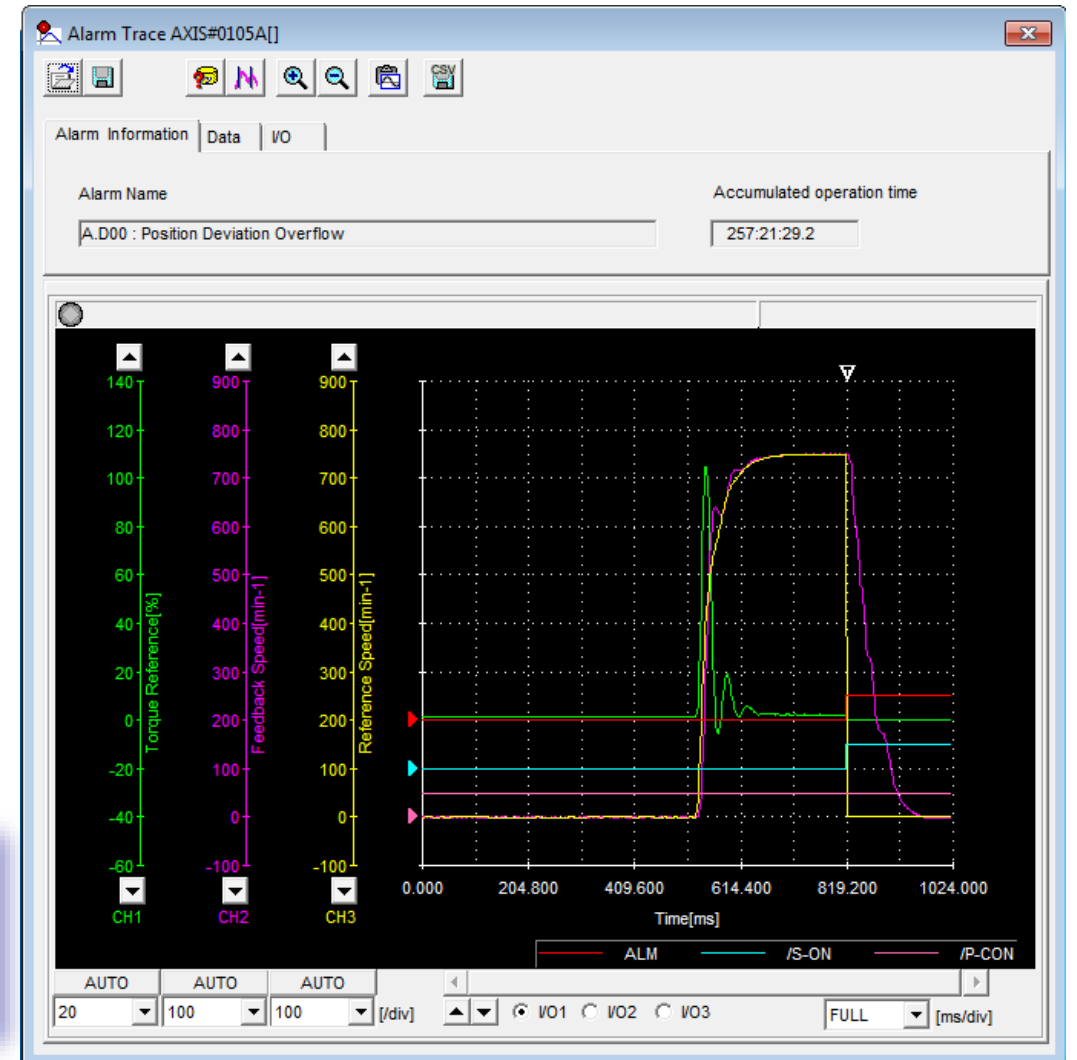 Alarm Trace AXIS#0105A[]
CSV
Alarm Information Data I/O
Alarm Name Accumulated operation time
A.D00 : Position Deviation Overflow 257:21:29.2
140 900 900
120 800 800
100 700 700
80 600 600
60 500 500
40 400 400
20 300 300
0 200 200
-20 100 100
-40 0 0
-60 -100 -100
Torque Reference[%]
Feedback Speed[min-1]
Reference Speed[min-1]
0.000 204.800 409.600 614.400 819.200 1024.000
CH1 CH2 CH3 Time[ms]
ALM /S-ON /P-CON
AUTO AUTO AUTO
20 100 100 [/div] I/O1 I/O2 I/O3 FULL [ms/div]